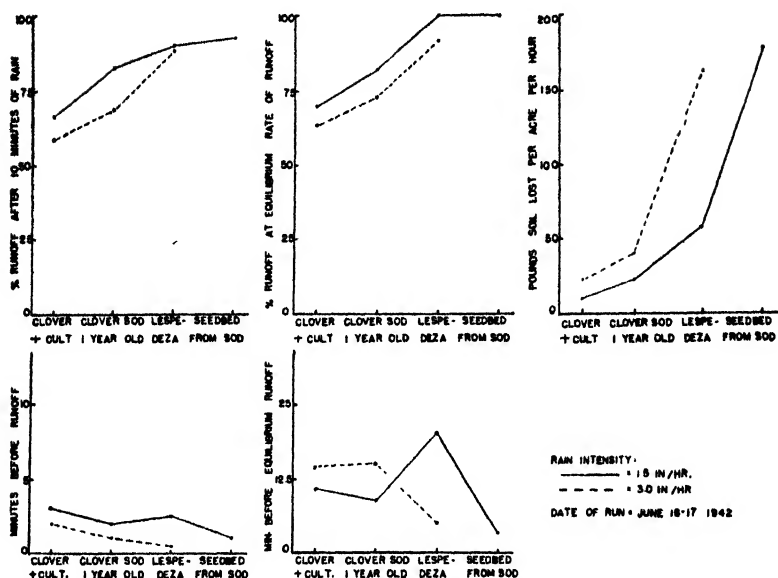 % RUNOFF AFTER 10 MINUTES OF RAIN
100
75
50
25
0
CLOVER CLOVER SOD LESPE- SEEDBED
+ CULT 1 YEAR OLD DEZA FROM SOD
% RUNOFF AT EQUILIBRIUM RATE OF RUNOFF
100
75
50
25
0
CLOVER CLOVER SOD LESPE- SEEDBED
+ CULT 1 YEAR OLD DEZA FROM SOD
POUNDS SOIL LOST PER ACRE PER HOUR
200
150
100
50
0
CLOVER CLOVER SOD LESPE- SEEDBED
+ CULT 1 YEAR OLD DEZA FROM SOD
MINUTES BEFORE RUNOFF
10
5
0
CLOVER CLOVER SOD LESPE- SEEDBED
+ CULT. 1 YEAR OLD DEZA FROM SOD
MIN. BEFORE EQUILIBRIUM RUNOFF
25
12.5
0
CLOVER CLOVER SOD LESPE- SEEDBED
+ CULT. 1 YEAR OLD DEZA FROM SOD
RAIN INTENSITY:
= 1.5 IN/HR.
= 3.0 IN/HR
DATE OF RUN = JUNE 16-17 1942